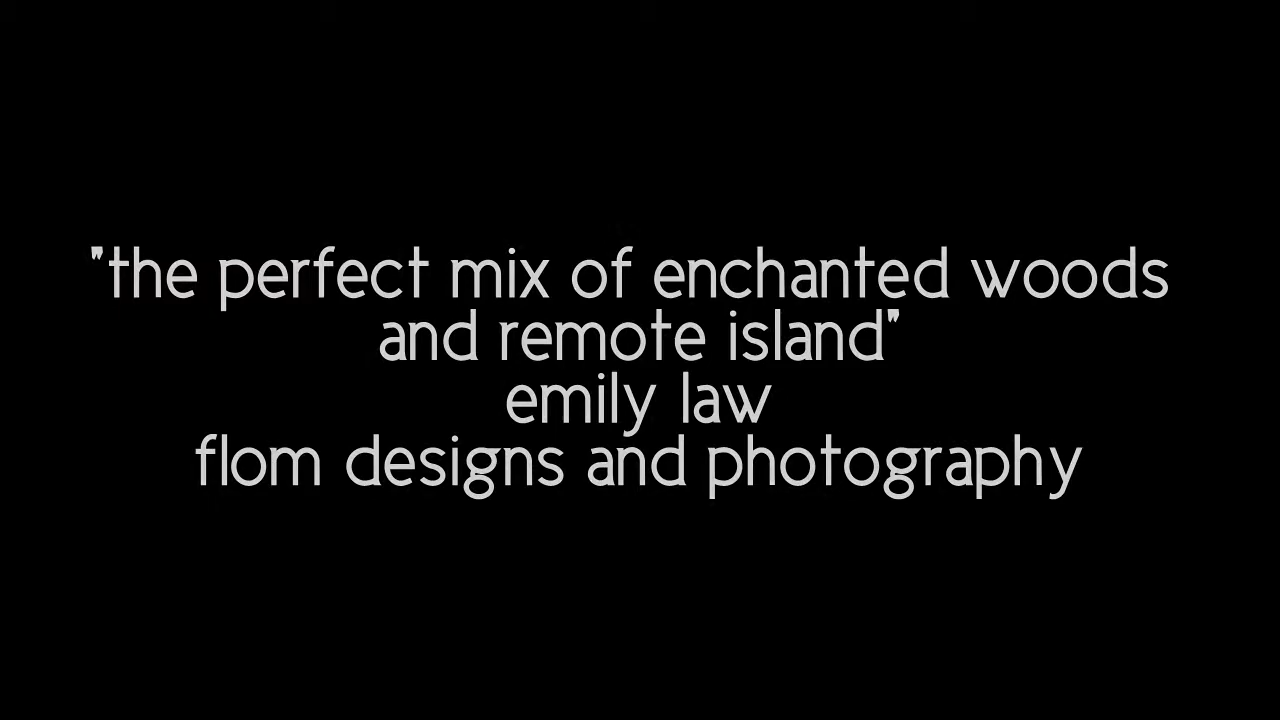 "the perfect mix of enchanted woods
and remote island"
emily law
flom designs and photography